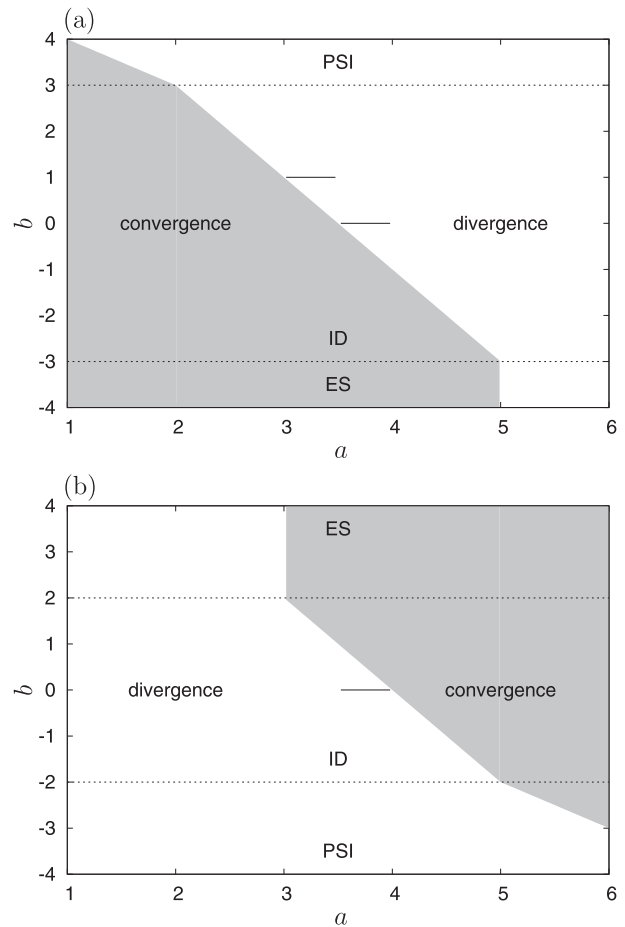 (a)
4
PSI
3
2
1
b
0
convergence
divergence
-1
-2
ID
-3
ES
-4
1 2 3 4 5 6
a
(b)
4
ES
3
2
1
b
0
divergence
convergence
-1
ID
-2
-3
PSI
-4
1 2 3 4 5 6
a